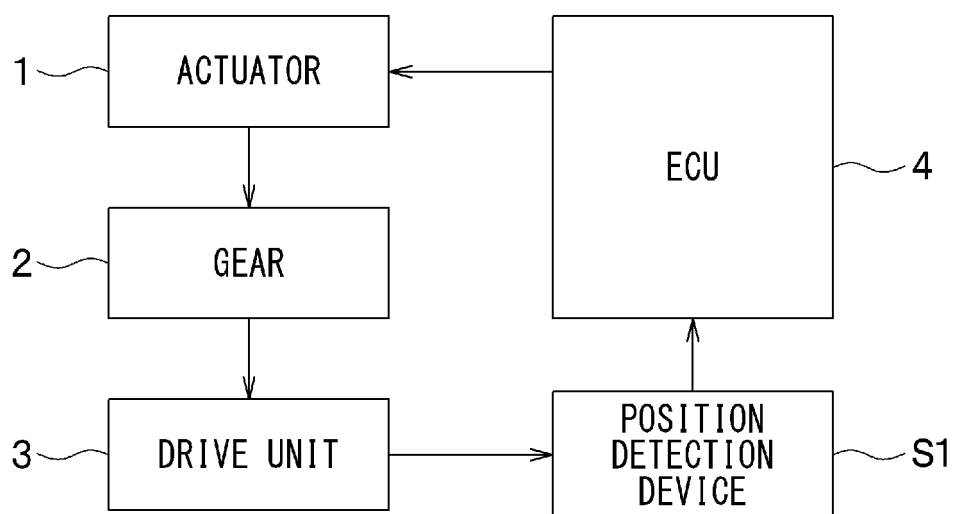 1
ACTUATOR
ECU
4
2
GEAR
3
DRIVE UNIT
POSITION
DETECTION
DEVICE
S1